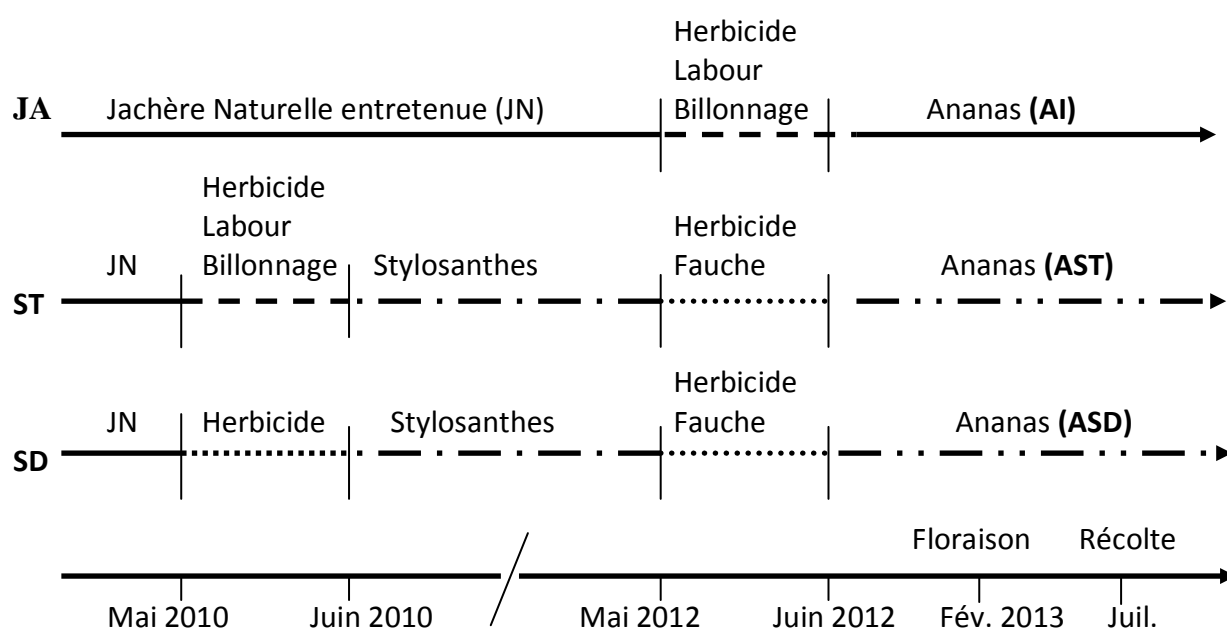 Herbicide
Labour
Billonnage
JA Jachère Naturelle entretenue (JN)
Ananas (AI)
Herbicide
Labour
Billonnage
JN
Stylosanthes
Herbicide
Fauche
Ananas (AST)
ST
Herbicide
Fauche
JN
Herbicide
Stylosanthes
Ananas (ASD)
SD
Floraison
Récolte
Mai 2010
Juin 2010
Mai 2012
Juin 2012
Fév. 2013
Juil.